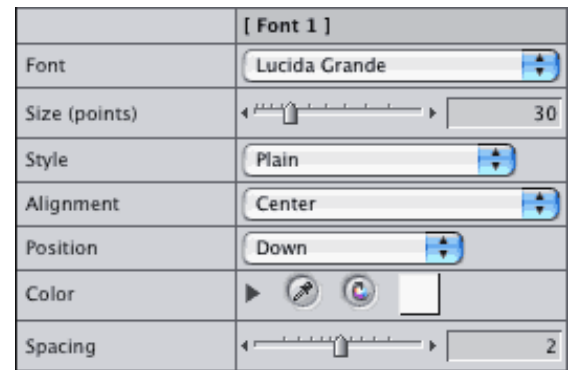 [ Font 1 ]
Font Lucida Grande
Size (points) 30
Style Plain
Alignment Center
Position Down
Color
Spacing 2